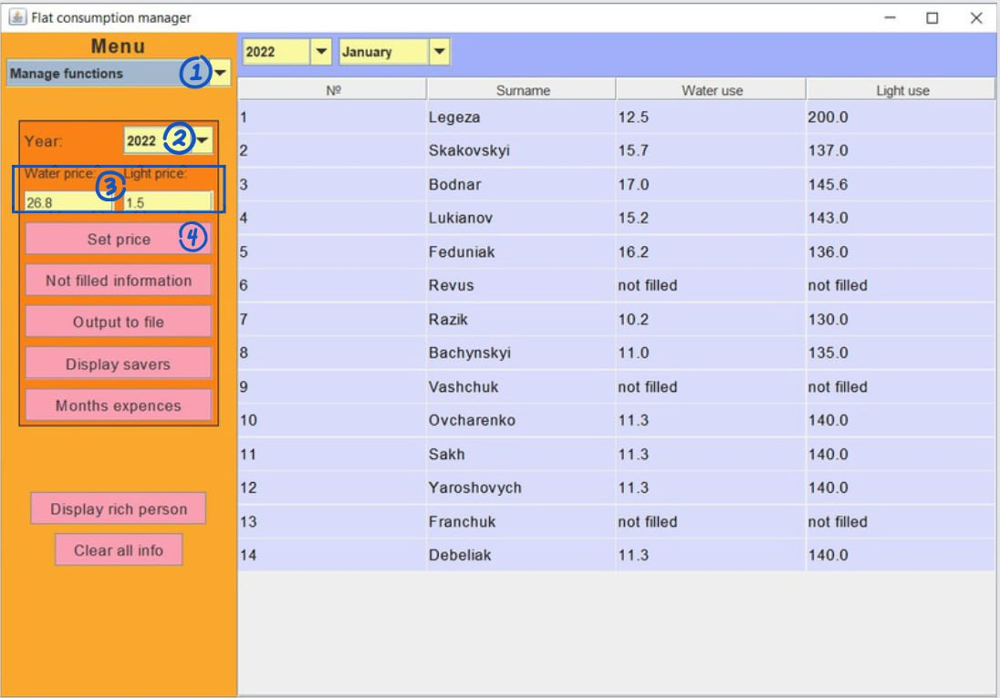 Flat consumption manager
Menu
Manage functions 1
2022 January
Year: 2022 2
Water price: Light price:
3
26.8 1.5
Set price 4
Not filled information
Output to file
Display savers
Months expences
Display rich person
Clear all info
Nº Surname Water use Light use
1 Legeza 12.5 200.0
2 Skakovskyi 15.7 137.0
3 Bodnar 17.0 145.6
4 Lukianov 15.2 143.0
5 Feduniak 16.2 136.0
6 Revus not filled not filled
7 Razik 10.2 130.0
8 Bachynskyi 11.0 135.0
9 Vashchuk not filled not filled
10 Ovcharenko 11.3 140.0
11 Sakh 11.3 140.0
12 Yaroshovych 11.3 140.0
13 Franchuk not filled not filled
14 Debeliak 11.3 140.0